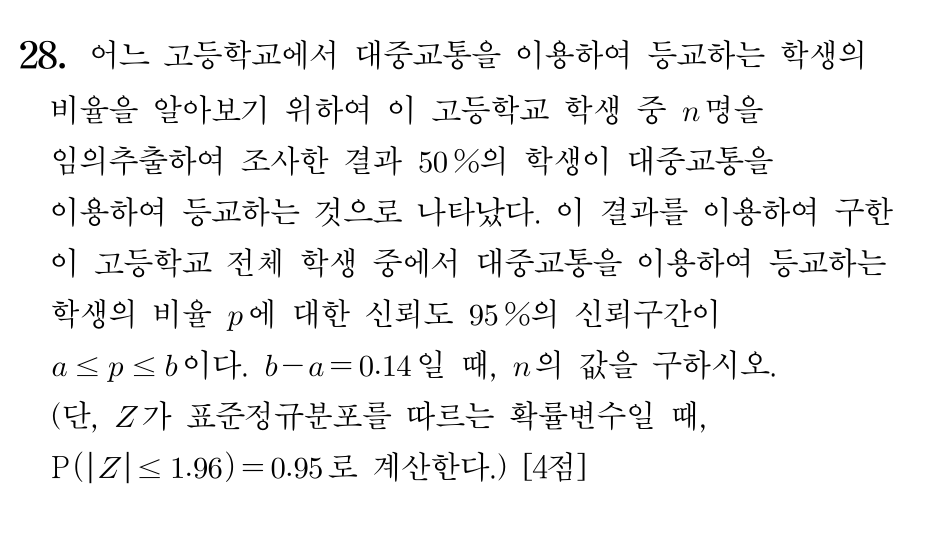 28. 어느 고등학교에서 대중교통을 이용하여 등교하는 학생의
비율을 알아보기 위하여 이 고등학교 학생 중 n명을
임의추출하여 조사한 결과 50%의 학생이 대중교통을
이용하여 등교하는 것으로 나타났다. 이 결과를 이용하여 구한
이 고등학교 전체 학생 중에서 대중교통을 이용하여 등교하는
학생의 비율 p에 대한 신뢰도 95%의 신뢰구간이
a≤p≤b이다. b-a=0.14일 때, n의 값을 구하시오.
(단, Z가 표준정규분포를 따르는 확률변수일 때,
P(|Z|≤1.96)=0.95로 계산한다.) [4점]